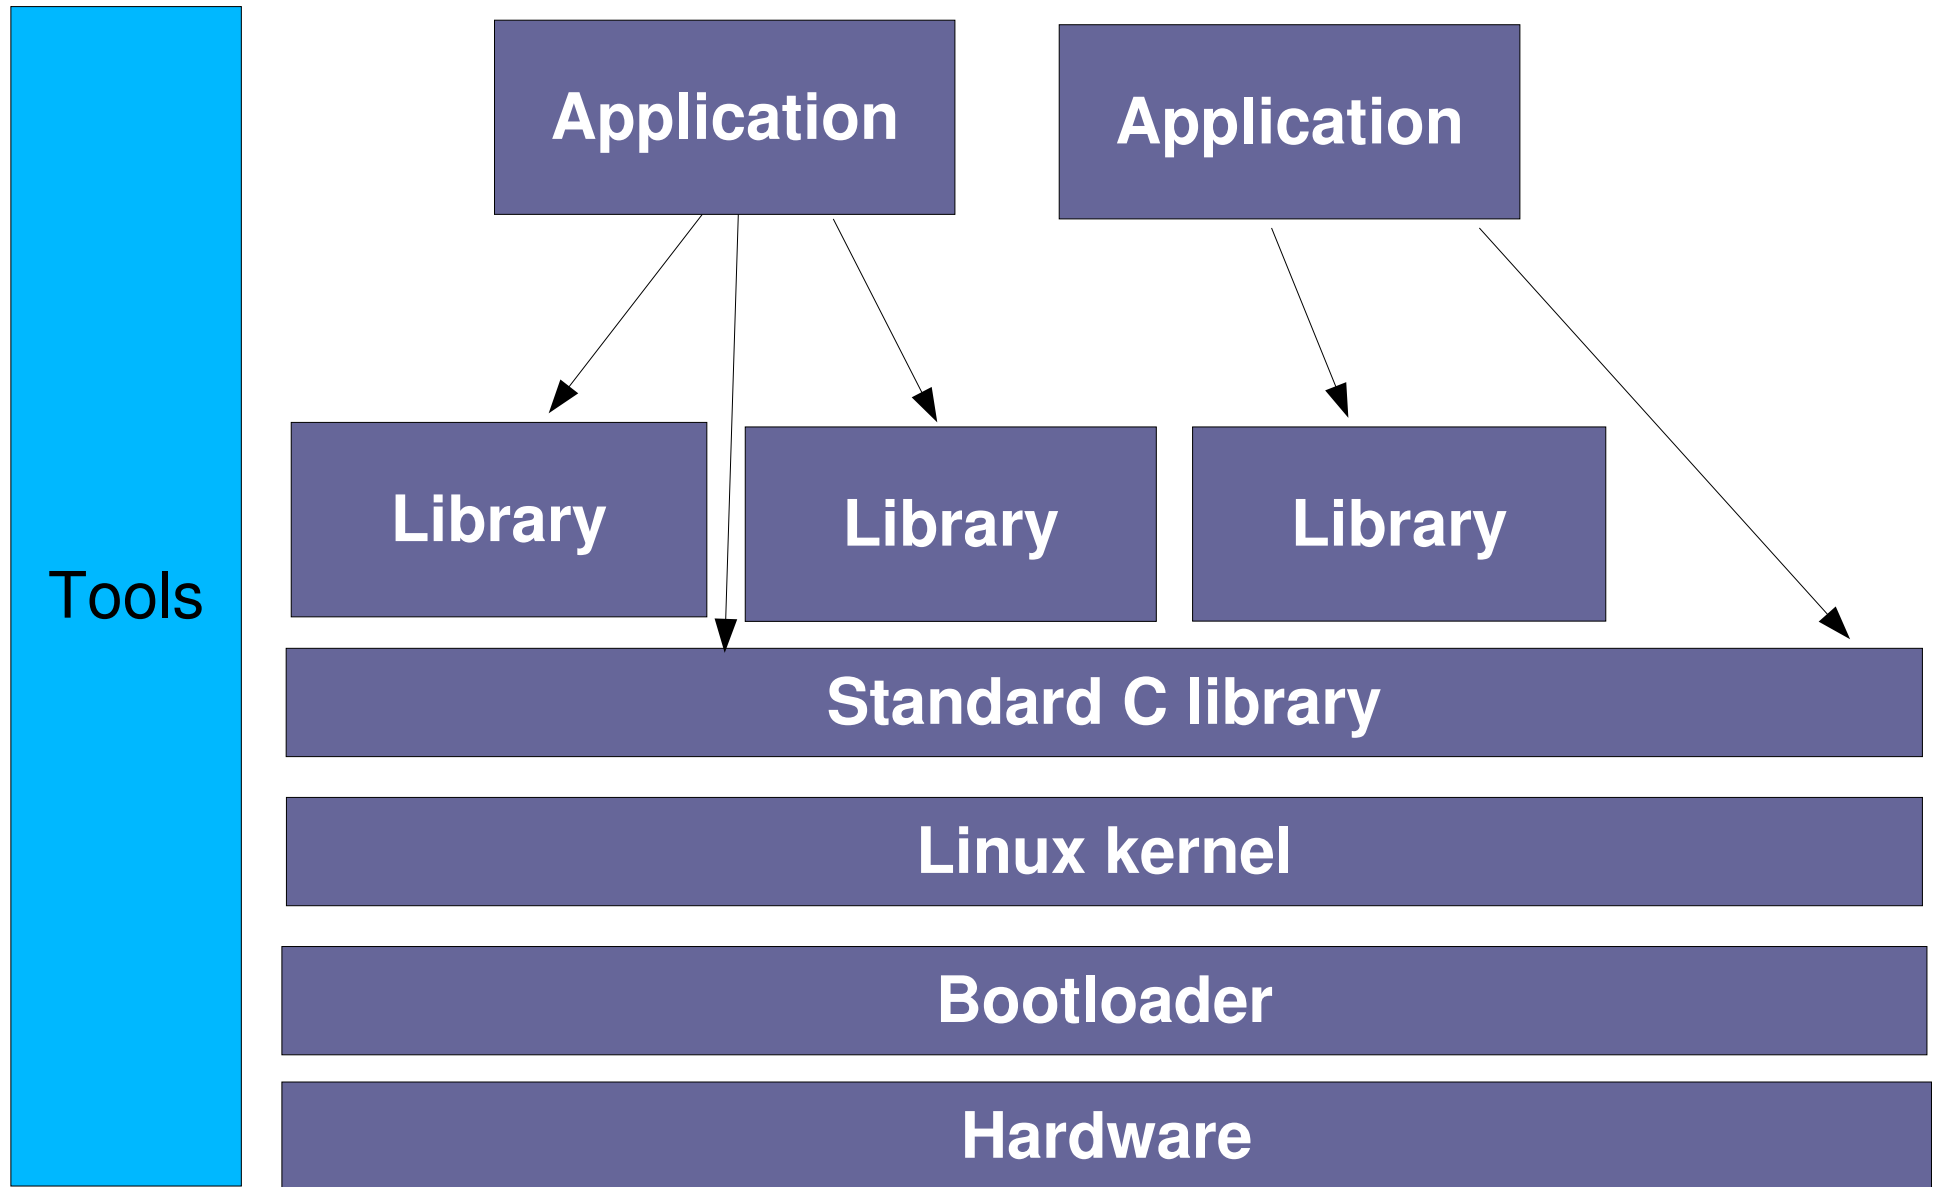 Application
Application
Library
Library
Library
Tools
Standard C library
Linux kernel
Bootloader
Hardware